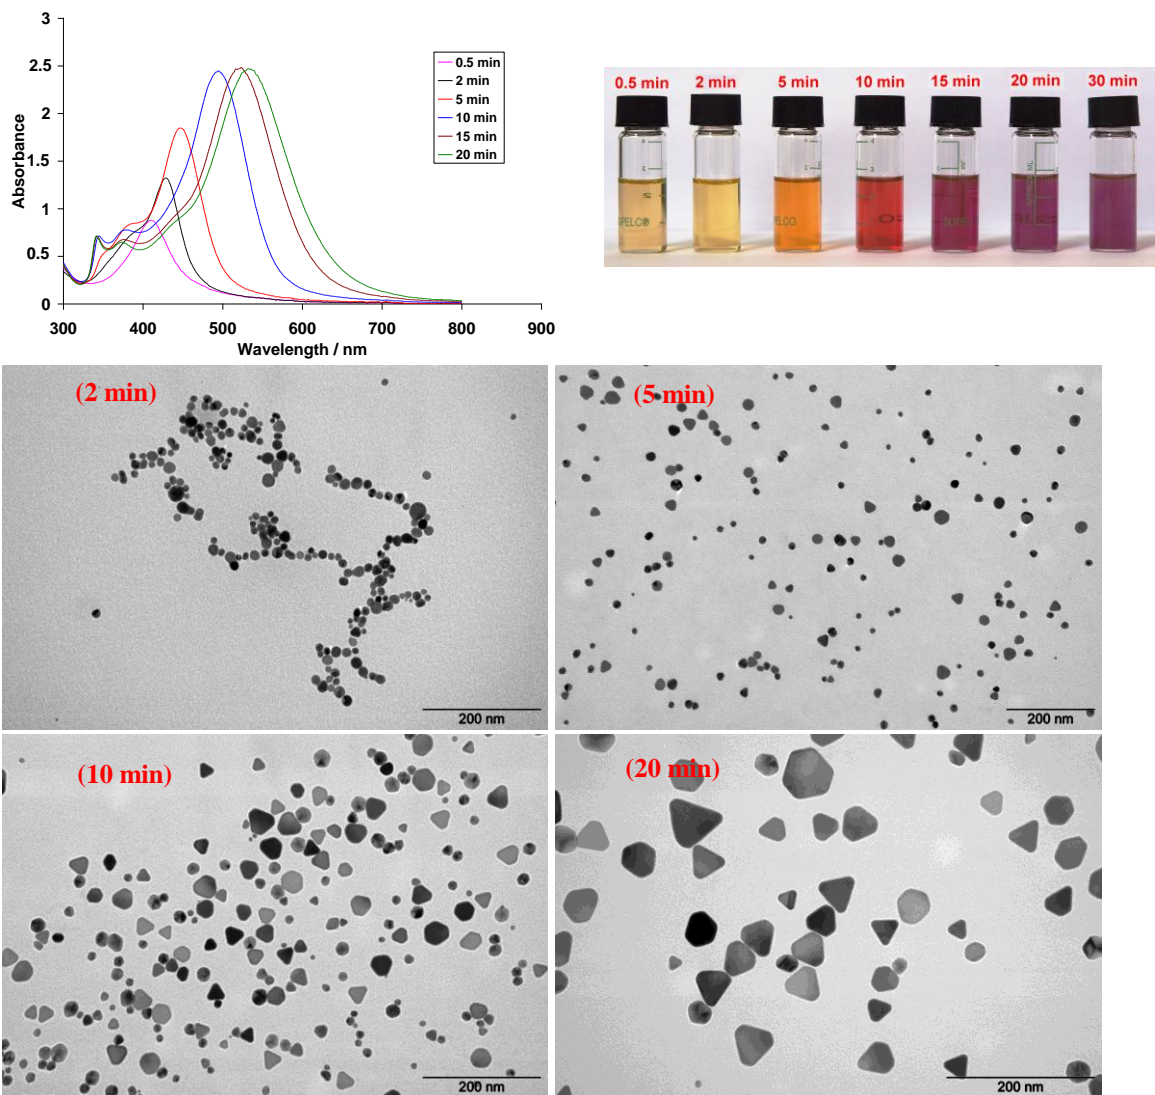 3
2.5
2
1.5
1
0.5
0
Absorbance
300 400 500 600 700 800 900
Wavelength / nm
0.5 min
2 min
5 min
10 min
15 min
20 min
0.5 min 2 min 5 min 10 min 15 min 20 min 30 min
(2 min)
200 nm
(5 min)
200 nm
(10 min)
200 nm
(20 min)
200 nm